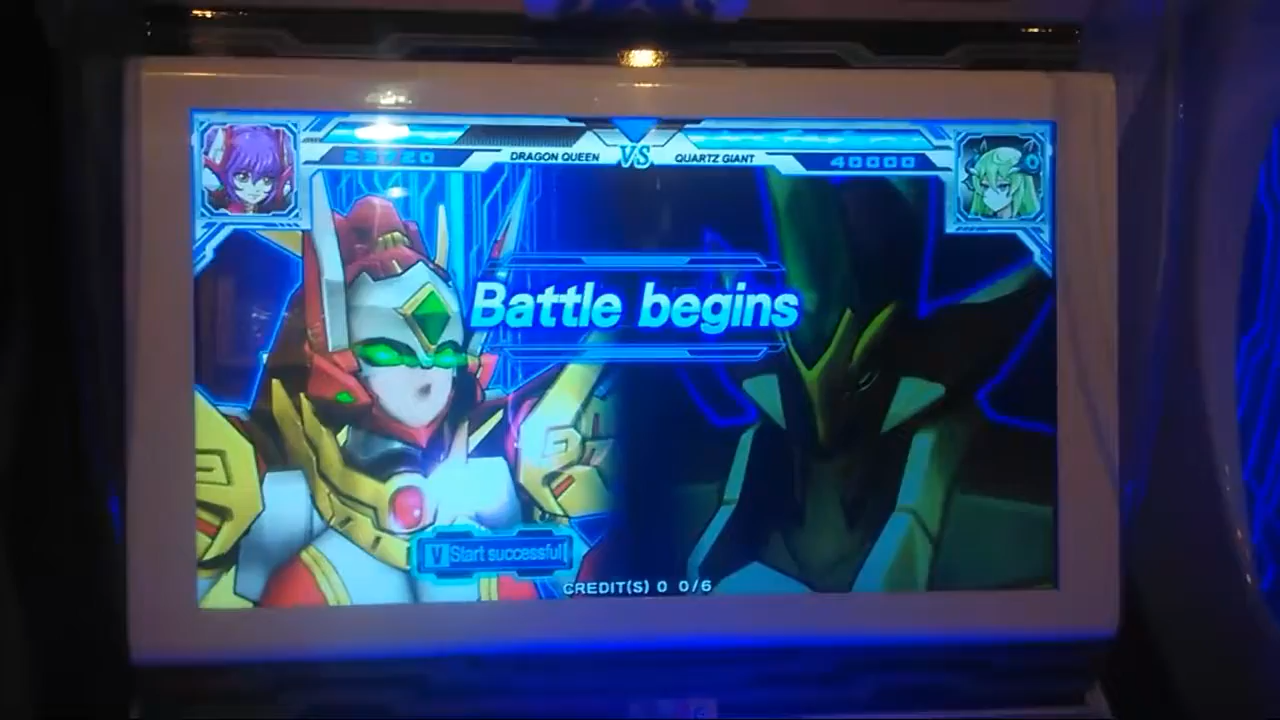 DRAGON QUEEN VS QUARTZ GIANT 40000
Battle begins
V Start successful
CREDIT(S) 0 0/6